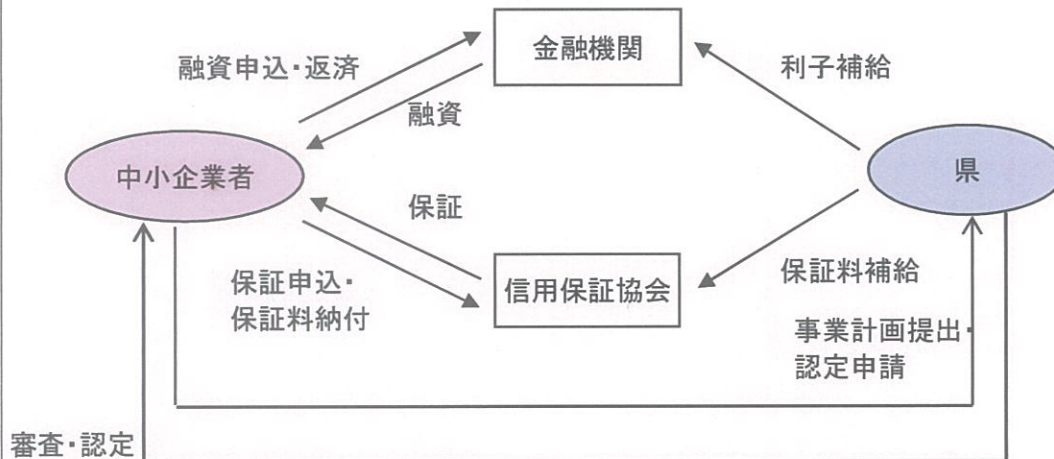 金融機関
融資申込・返済
利子補給
融資
中小企業者
県
保証
保証申込・
保証料納付
信用保証協会
保証料補給
事業計画提出・
認定申請
審査・認定